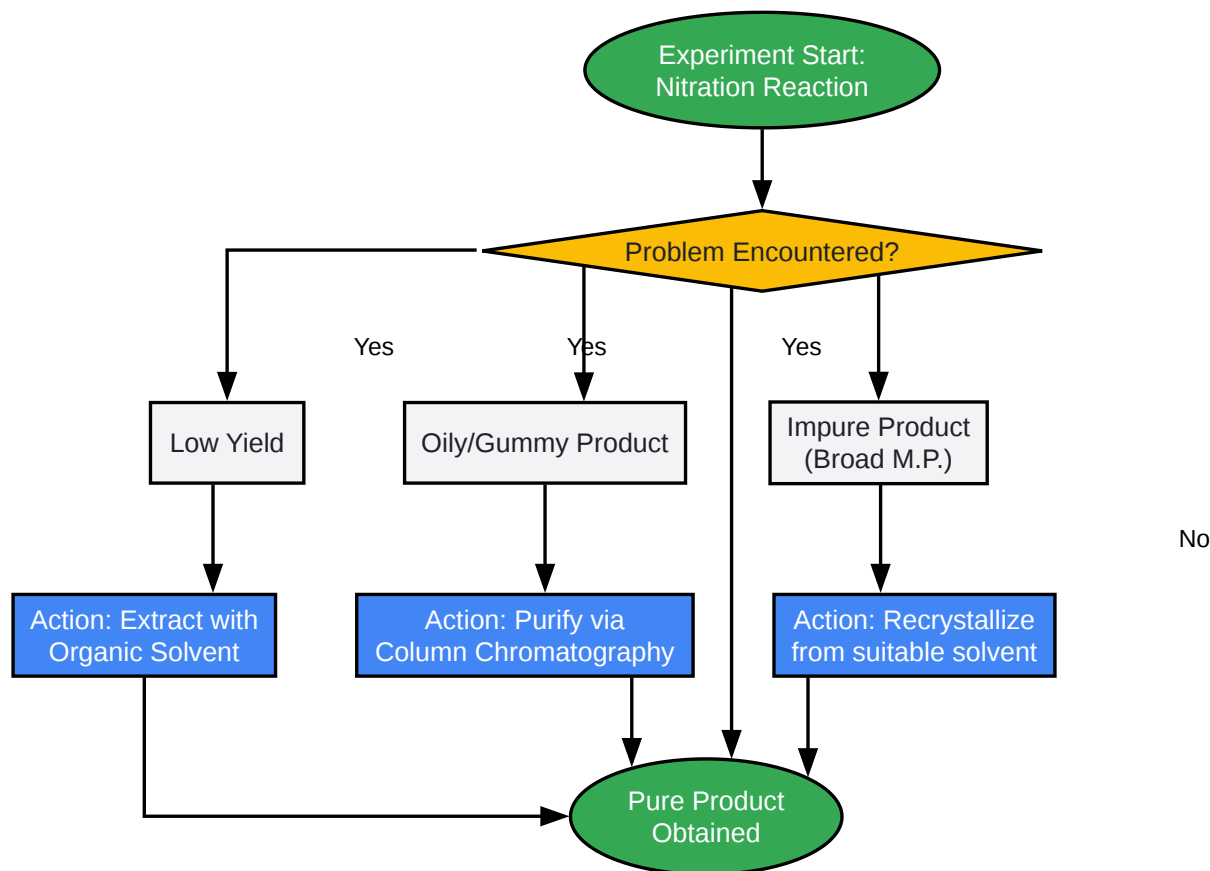 Experiment Start:
Nitration Reaction
Problem Encountered?
Yes
Yes
Yes
Low Yield
Oily/Gummy Product
Impure Product
(Broad M.P.)
No
Action: Extract with
Organic Solvent
Action: Purify via
Column Chromatography
Action: Recrystallize
from suitable solvent
Pure Product
Obtained